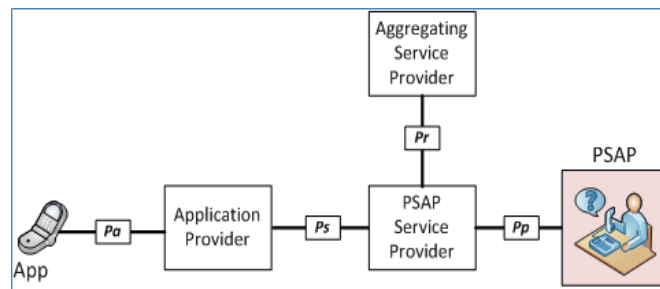 Aggregating
Service
Provider
Pr
PSAP
App
Pa
Application
Provider
Ps
PSAP
Service
Provider
Pp
?